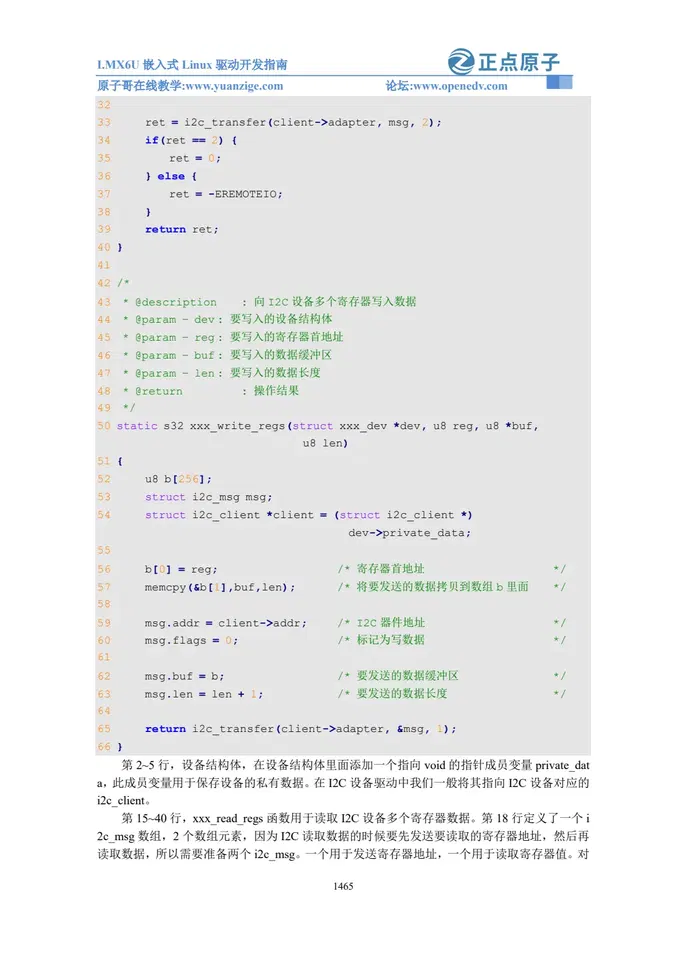 I.MX6U 嵌入式 Linux 驱动开发指南
正点原子
原子哥在线教学:www.yuanzige.com 论坛:www.openedv.com
32
33 ret = i2c_transfer(client->adapter, msg, 2);
34 if(ret == 2) {
35 ret = 0;
36 } else {
37 ret = -EREMOTEIO;
38 }
39 return ret;
40 }
41
42 /*
43 * @description : 向 I2C 设备多个寄存器写入数据
44 * @param - dev : 要写入的设备结构体
45 * @param - reg : 要写入的寄存器首地址
46 * @param - buf : 要写入的数据缓冲区
47 * @param - len : 要写入的数据长度
48 * @return : 操作结果
49 */
50 static s32 xxx_write_regs(struct xxx_dev *dev, u8 reg, u8 *buf,
u8 len)
51 {
52 u8 b[256];
53 struct i2c_msg msg;
54 struct i2c_client *client = (struct i2c_client *)
dev->private_data;
55
56 b[0] = reg; /* 寄存器首地址 */
57 memcpy(&b[1],buf,len); /* 将要发送的数据拷贝到数组 b 里面 */
58
59 msg.addr = client->addr; /* I2C 器件地址 */
60 msg.flags = 0; /* 标记为写数据 */
61
62 msg.buf = b; /* 要发送的数据缓冲区 */
63 msg.len = len + 1; /* 要发送的数据长度 */
64
65 return i2c_transfer(client->adapter, &msg, 1);
66 }
第 2~5 行，设备结构体，在设备结构体里面添加一个指向 void 的指针成员变量 private_dat
a，此成员变量用于保存设备的私有数据。在 I2C 设备驱动中我们一般将其指向 I2C 设备对应的
i2c_client。
第 15~40 行，xxx_read_regs 函数用于读取 I2C 设备多个寄存器数据。第 18 行定义了一个 i
2c_msg 数组，2 个数组元素，因为 I2C 读取数据的时候要先发送要读取的寄存器地址，然后再
读取数据，所以需要准备两个 i2c_msg。一个用于发送寄存器地址，一个用于读取寄存器值。对
1465